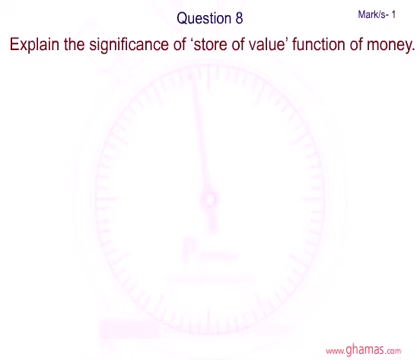 Question 8
Mark/s- 1
Explain the significance of ‘store of value’ function of money.
www.ghamas.com